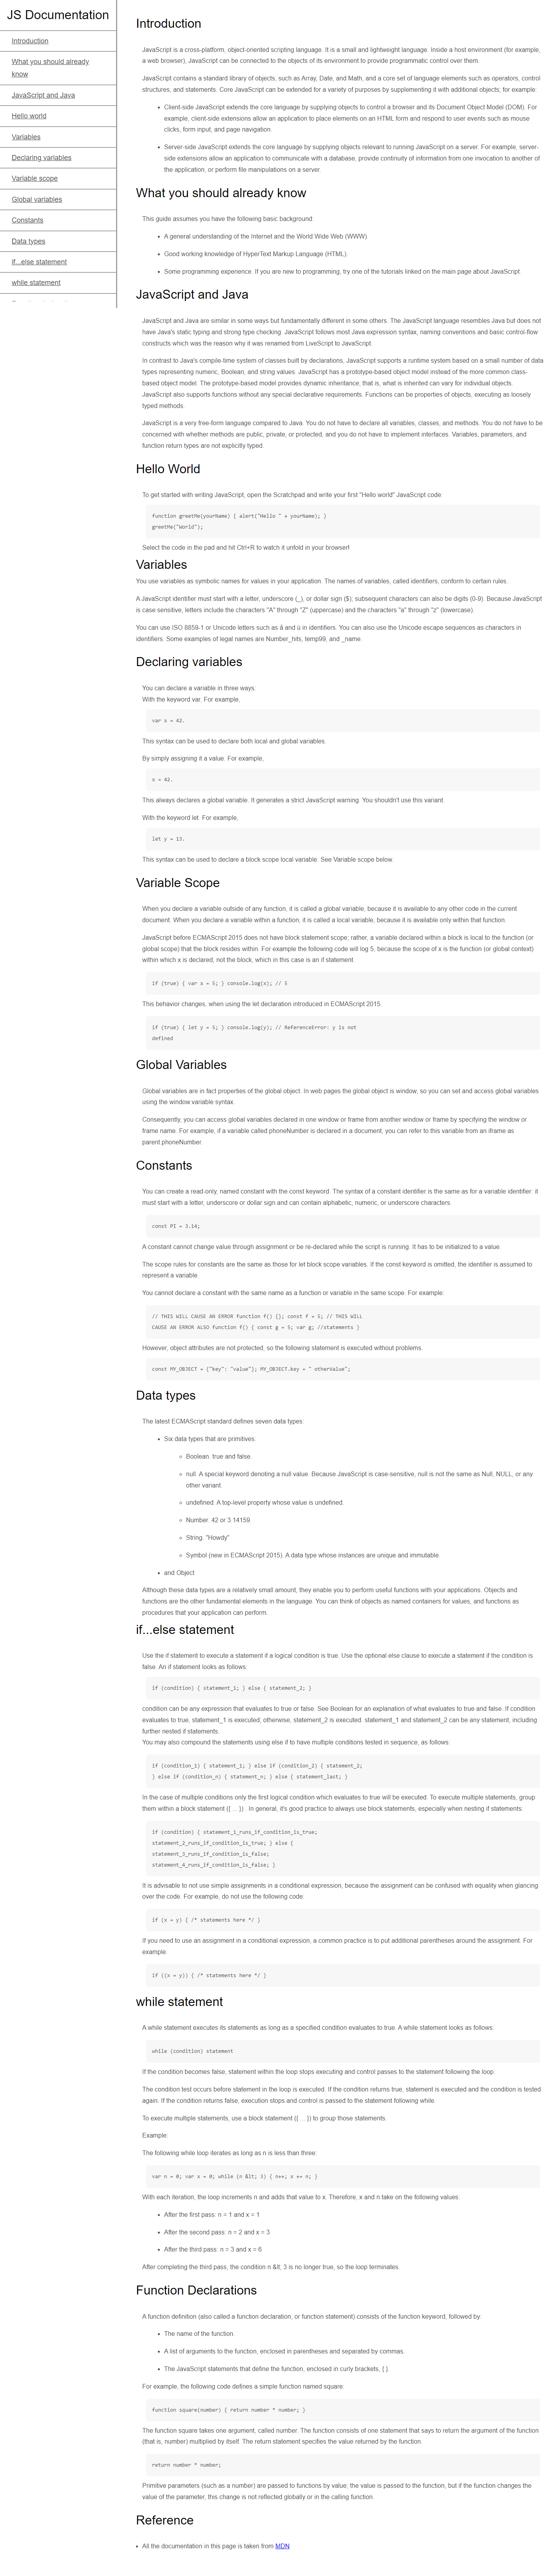 JS Documentation
Introduction
What you should already
know
JavaScript and Java
Hello world
Variables
Declaring variables
Variable scope
Global variables
Constants
Data types
if...else statement
while statement
Introduction
JavaScript is a cross-platform, object-oriented scripting language. It is a small and lightweight language. Inside a host environment (for example,
a web browser), JavaScript can be connected to the objects of its environment to provide programmatic control over them.
JavaScript contains a standard library of objects, such as Array, Date, and Math, and a core set of language elements such as operators, control
structures, and statements. Core JavaScript can be extended for a variety of purposes by supplementing it with additional objects; for example:
• Client-side JavaScript extends the core language by supplying objects to control a browser and its Document Object Model (DOM). For
example, client-side extensions allow an application to place elements on an HTML form and respond to user events such as mouse
clicks, form input, and page navigation.
• Server-side JavaScript extends the core language by supplying objects relevant to running JavaScript on a server. For example, server-
side extensions allow an application to communicate with a database, provide continuity of information from one invocation to another of
the application, or perform file manipulations on a server.
What you should already know
This guide assumes you have the following basic background:
• A general understanding of the Internet and the World Wide Web (WWW).
• Good working knowledge of HyperText Markup Language (HTML).
• Some programming experience. If you are new to programming, try one of the tutorials linked on the main page about JavaScript.
JavaScript and Java
JavaScript and Java are similar in some ways but fundamentally different in some others. The JavaScript language resembles Java but does not
have Java's static typing and strong type checking. JavaScript follows most Java expression syntax, naming conventions and basic control-flow
constructs which was the reason why it was renamed from LiveScript to JavaScript.
In contrast to Java's compile-time system of classes built by declarations, JavaScript supports a runtime system based on a small number of data
types representing numeric, Boolean, and string values. JavaScript has a prototype-based object model instead of the more common class-
based object model. The prototype-based model provides dynamic inheritance; that is, what is inherited can vary for individual objects.
JavaScript also supports functions without any special declarative requirements. Functions can be properties of objects, executing as loosely
typed methods.
JavaScript is a very free-form language compared to Java. You do not have to declare all variables, classes, and methods. You do not have to be
concerned with whether methods are public, private, or protected, and you do not have to implement interfaces. Variables, parameters, and
function return types are not explicitly typed.
Hello World
To get started with writing JavaScript, open the Scratchpad and write your first "Hello world" JavaScript code:
function greetMe(yourName) { alert("Hello " + yourName); }
greetMe("World");
Select the code in the pad and hit Ctrl+R to watch it unfold in your browser!
Variables
You use variables as symbolic names for values in your application. The names of variables, called identifiers, conform to certain rules.
A JavaScript identifier must start with a letter, underscore (_), or dollar sign ($); subsequent characters can also be digits (0-9). Because JavaScript
is case sensitive, letters include the characters "A" through "Z" (uppercase) and the characters "a" through "z" (lowercase).
You can use ISO 8859-1 or Unicode letters such as å and ü in identifiers. You can also use the Unicode escape sequences as characters in
identifiers. Some examples of legal names are Number_hits, temp99, and _name.
Declaring variables
You can declare a variable in three ways:
With the keyword var. For example,
var x = 42.
This syntax can be used to declare both local and global variables.
By simply assigning it a value. For example,
x = 42.
This always declares a global variable. It generates a strict JavaScript warning. You shouldn't use this variant.
With the keyword let. For example,
let y = 13.
This syntax can be used to declare a block scope local variable. See Variable scope below.
Variable Scope
When you declare a variable outside of any function, it is called a global variable, because it is available to any other code in the current
document. When you declare a variable within a function, it is called a local variable, because it is available only within that function.
JavaScript before ECMAScript 2015 does not have block statement scope; rather, a variable declared within a block is local to the function (or
global scope) that the block resides within. For example the following code will log 5, because the scope of x is the function (or global context)
within which x is declared, not the block, which in this case is an if statement.
if (true) { var x = 5; } console.log(x); // 5
This behavior changes, when using the let declaration introduced in ECMAScript 2015.
if (true) { let y = 5; } console.log(y); // ReferenceError: y is not
defined
Global Variables
Global variables are in fact properties of the global object. In web pages the global object is window, so you can set and access global variables
using the window.variable syntax.
Consequently, you can access global variables declared in one window or frame from another window or frame by specifying the window or
frame name. For example, if a variable called phoneNumber is declared in a document, you can refer to this variable from an iframe as
parent.phoneNumber.
Constants
You can create a read-only, named constant with the const keyword. The syntax of a constant identifier is the same as for a variable identifier: it
must start with a letter, underscore or dollar sign and can contain alphabetic, numeric, or underscore characters.
const PI = 3.14;
A constant cannot change value through assignment or be re-declared while the script is running. It has to be initialized to a value.
The scope rules for constants are the same as those for let block scope variables. If the const keyword is omitted, the identifier is assumed to
represent a variable.
You cannot declare a constant with the same name as a function or variable in the same scope. For example:
// THIS WILL CAUSE AN ERROR function f() {}; const f = 5; // THIS WILL
CAUSE AN ERROR ALSO function f() { const g = 5; var g; //statements }
However, object attributes are not protected, so the following statement is executed without problems.
const MY_OBJECT = {"key": "value"}; MY_OBJECT.key = " otherValue";
Data types
The latest ECMAScript standard defines seven data types:
• Six data types that are primitives:
◦ Boolean. true and false.
◦ null. A special keyword denoting a null value. Because JavaScript is case-sensitive, null is not the same as Null, NULL, or any
other variant.
◦ undefined. A top-level property whose value is undefined.
◦ Number. 42 or 3.14159.
◦ String. "Howdy"
◦ Symbol (new in ECMAScript 2015). A data type whose instances are unique and immutable.
• and Object
Although these data types are a relatively small amount, they enable you to perform useful functions with your applications. Objects and
functions are the other fundamental elements in the language. You can think of objects as named containers for values, and functions as
procedures that your application can perform.
if...else statement
Use the if statement to execute a statement if a logical condition is true. Use the optional else clause to execute a statement if the condition is
false. An if statement looks as follows:
if (condition) { statement_1; } else { statement_2; }
condition can be any expression that evaluates to true or false. See Boolean for an explanation of what evaluates to true and false. If condition
evaluates to true, statement_1 is executed; otherwise, statement_2 is executed. statement_1 and statement_2 can be any statement, including
further nested if statements.
You may also compound the statements using else if to have multiple conditions tested in sequence, as follows:
if (condition_1) { statement_1; } else if (condition_2) { statement_2;
} else if (condition_n) { statement_n; } else { statement_last; }
In the case of multiple conditions only the first logical condition which evaluates to true will be executed. To execute multiple statements, group
them within a block statement ({ ... }) . In general, it's good practice to always use block statements, especially when nesting if statements:
if (condition) { statement_1_runs_if_condition_is_true;
statement_2_runs_if_condition_is_true; } else {
statement_3_runs_if_condition_is_false;
statement_4_runs_if_condition_is_false; }
It is advisable to not use simple assignments in a conditional expression, because the assignment can be confused with equality when glancing
over the code. For example, do not use the following code:
if (x = y) { /* statements here */ }
If you need to use an assignment in a conditional expression, a common practice is to put additional parentheses around the assignment. For
example:
if ((x = y)) { /* statements here */ }
while statement
A while statement executes its statements as long as a specified condition evaluates to true. A while statement looks as follows:
while (condition) statement
If the condition becomes false, statement within the loop stops executing and control passes to the statement following the loop.
The condition test occurs before statement in the loop is executed. If the condition returns true, statement is executed and the condition is tested
again. If the condition returns false, execution stops and control is passed to the statement following while.
To execute multiple statements, use a block statement ({ ... }) to group those statements.
Example:
The following while loop iterates as long as n is less than three:
var n = 0; var x = 0; while (n &lt; 3) { n++; x += n; }
With each iteration, the loop increments n and adds that value to x. Therefore, x and n take on the following values:
• After the first pass: n = 1 and x = 1
• After the second pass: n = 2 and x = 3
• After the third pass: n = 3 and x = 6
After completing the third pass, the condition n &lt; 3 is no longer true, so the loop terminates.
Function Declarations
A function definition (also called a function declaration, or function statement) consists of the function keyword, followed by:
• The name of the function.
• A list of arguments to the function, enclosed in parentheses and separated by commas.
• The JavaScript statements that define the function, enclosed in curly brackets, { }.
For example, the following code defines a simple function named square:
function square(number) { return number * number; }
The function square takes one argument, called number. The function consists of one statement that says to return the argument of the function
(that is, number) multiplied by itself. The return statement specifies the value returned by the function.
return number * number;
Primitive parameters (such as a number) are passed to functions by value; the value is passed to the function, but if the function changes the
value of the parameter, this change is not reflected globally or in the calling function.
Reference
• All the documentation in this page is taken from MDN